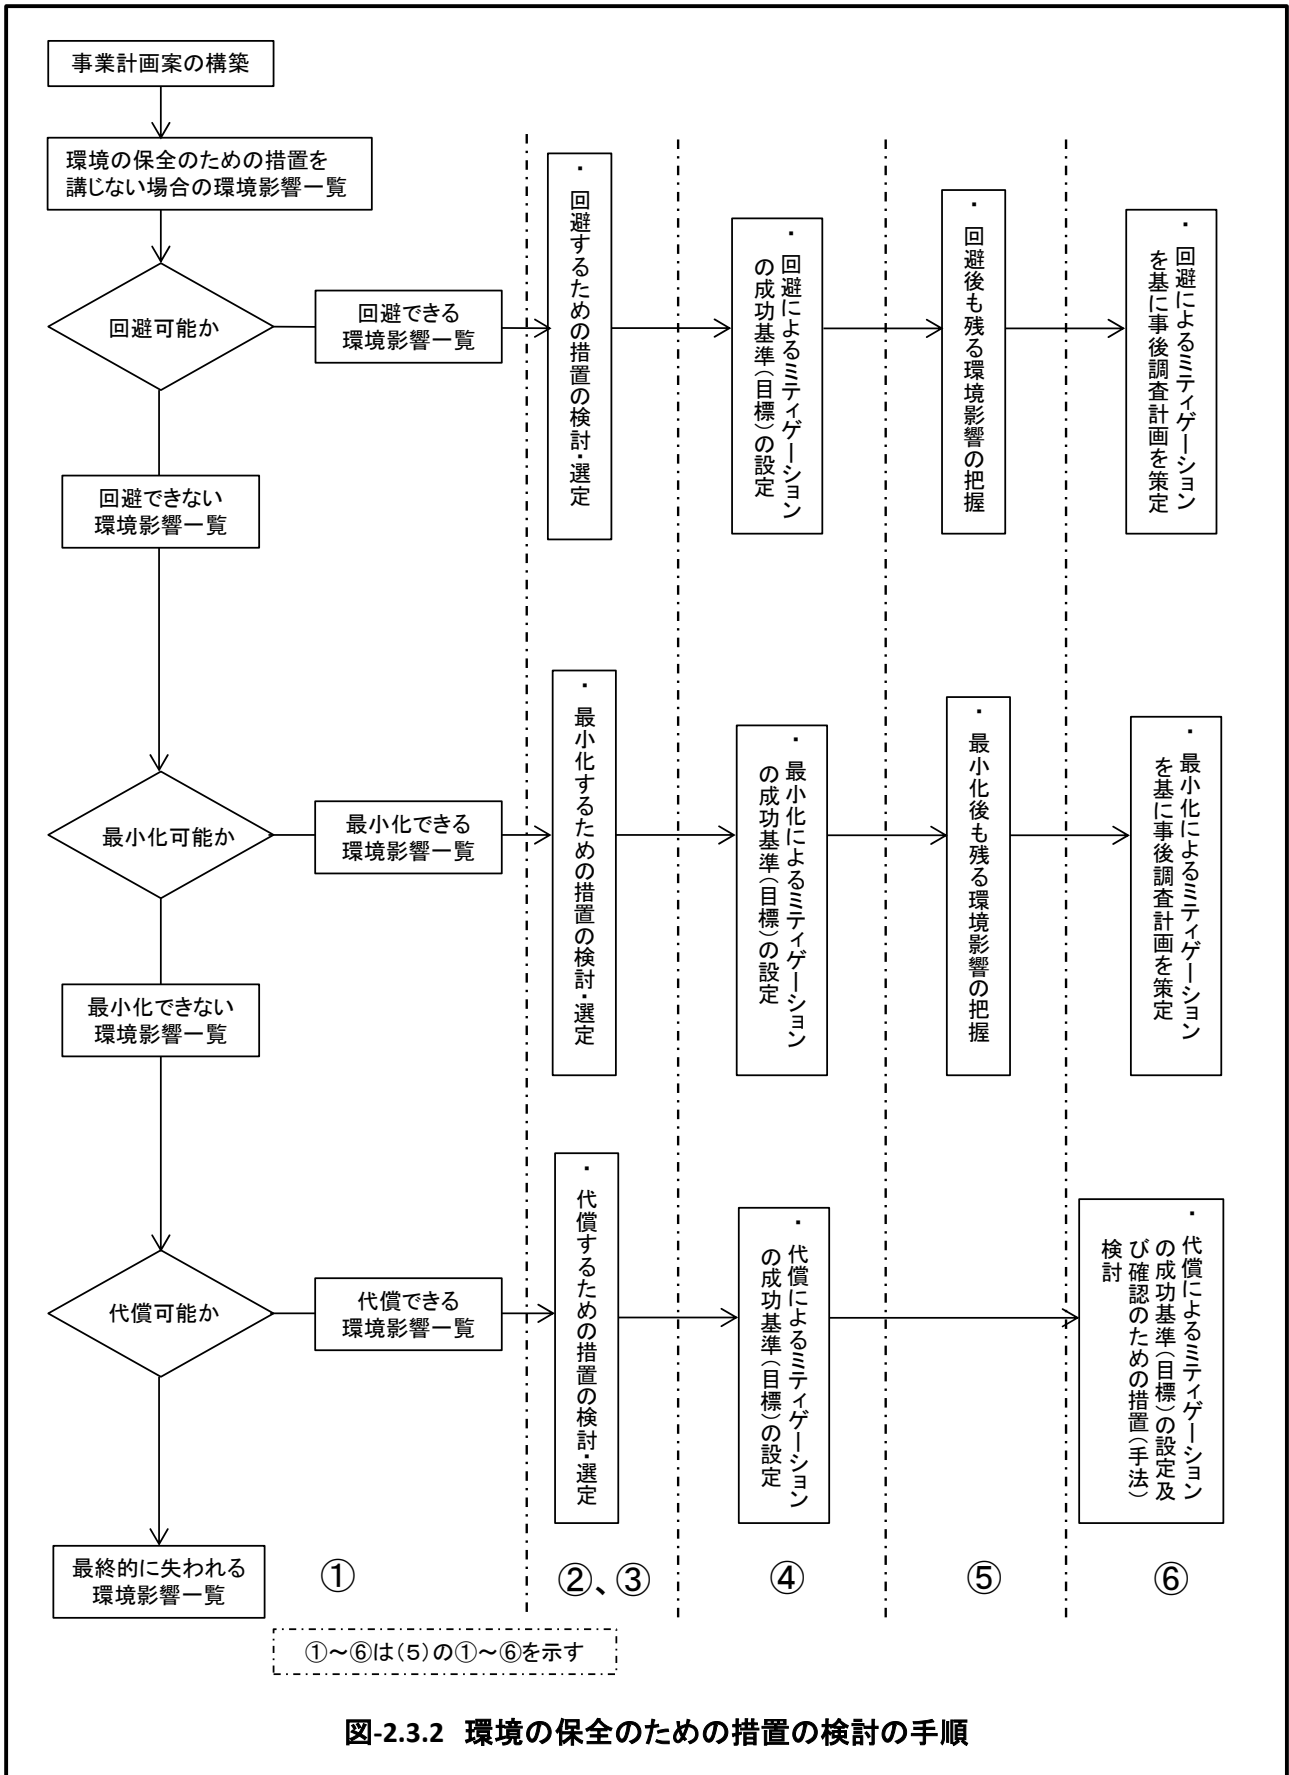 事業計画案の構築
環境の保全のための措置を
講じない場合の環境影響一覧
回避可能か
回避できる
環境影響一覧
・ 回避するための措置の検討・選定
・ 回避によるミティゲーション
の成功基準（目標）の設定
・ 回避後も残る環境影響の把握
・ 回避によるミティゲーション
を基に事後調査計画を策定
回避できない
環境影響一覧
最小化可能か
最小化できる
環境影響一覧
・ 最小化するための措置の検討・選定
・ 最小化によるミティゲーション
の成功基準（目標）の設定
・ 最小化後も残る環境影響の把握
・ 最小化によるミティゲーション
を基に事後調査計画を策定
最小化できない
環境影響一覧
代償可能か
代償できる
環境影響一覧
・ 代償するための措置の検討・選定
・ 代償によるミティゲーション
の成功基準（目標）の設定
・ 代償によるミティゲーション
の成功基準（目標）の設定及
び確認のための措置（手法）
検討
最終的に失われる
環境影響一覧
①
②、③
④
⑤
⑥
①～⑥は（5）の①～⑥を示す
図-2.3.2 環境の保全のための措置の検討の手順